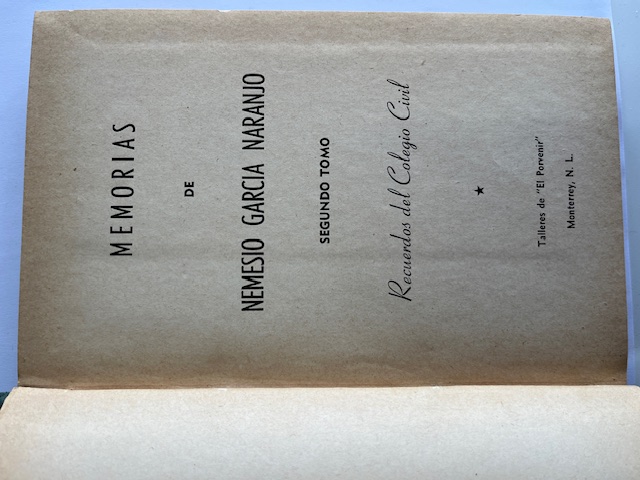 MEMORIAS
DE
NEMESIO GARCIA NARANJO
SEGUNDO TOMO
Recuerdos del Colegio Civil
★
Talleres de "El Porvenir"
Monterrey, N. L.